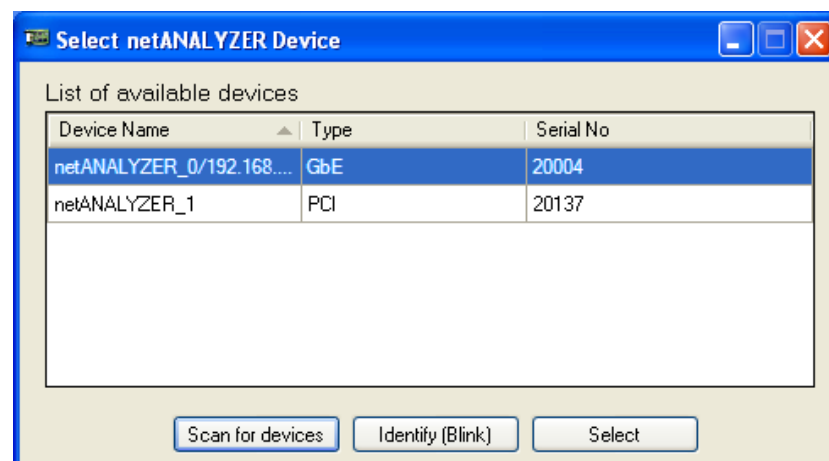 Select netANALYZER Device
List of available devices
Device Name Type Serial No
netANALYZER_0/192.168.... GbE 20004
netANALYZER_1 PCI 20137
Scan for devices Identify (Blink) Select